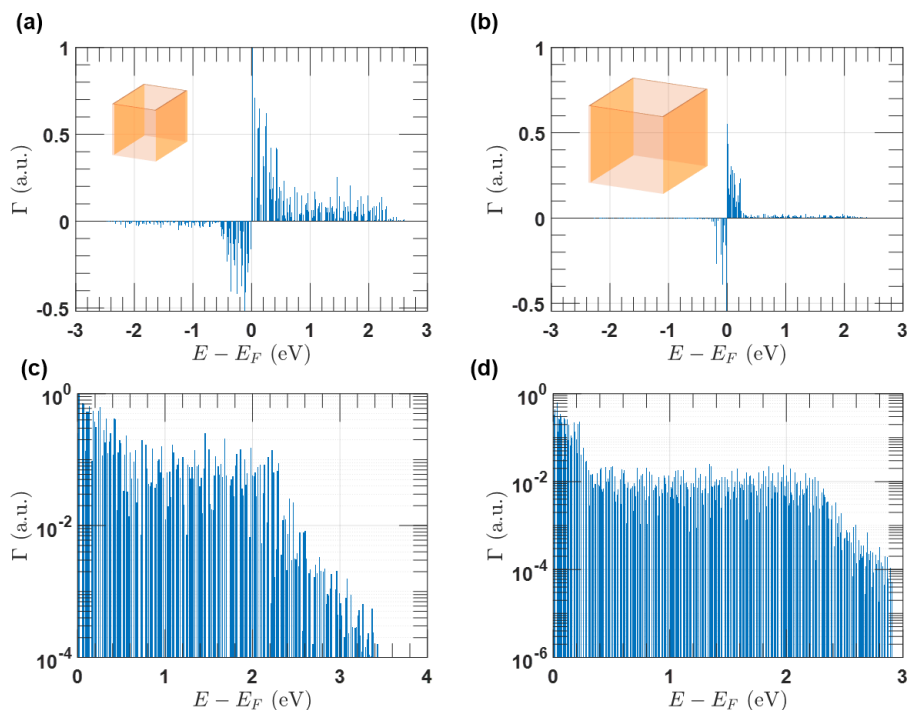 (a)
(b)
1
0.5
0
-0.5
Γ (a.u.)
-3 -2 -1 0 1 2 3
E − E_F (eV)
1
0.5
0
-0.5
Γ (a.u.)
-3 -2 -1 0 1 2 3
E − E_F (eV)
(c)
(d)
10^0
10^-2
10^-4
Γ (a.u.)
0 1 2 3 4
E − E_F (eV)
10^0
10^-2
10^-4
10^-6
Γ (a.u.)
0 1 2 3
E − E_F (eV)